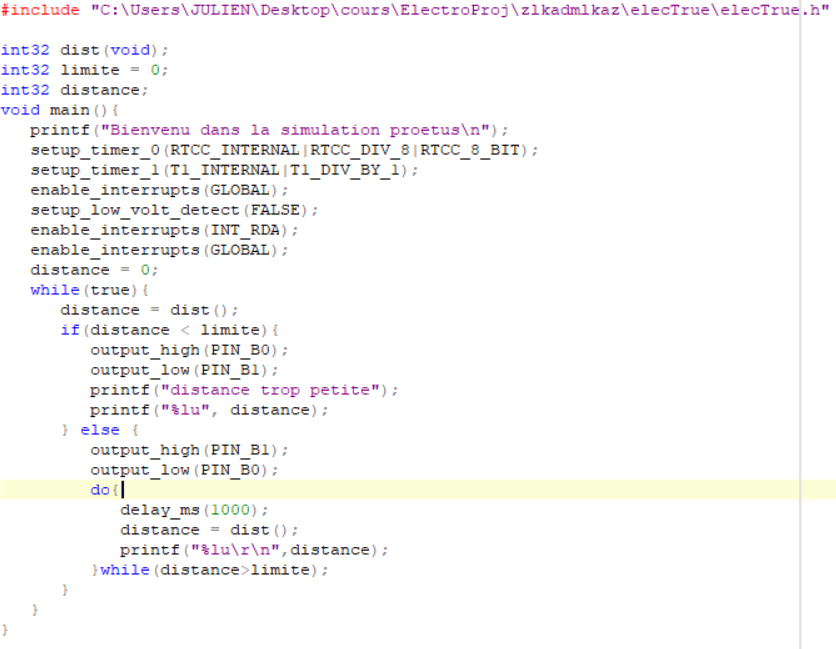 #include "C:\Users\JULIEN\Desktop\cours\ElectroProj\zlkadmlkaz\elecTrue\elecTrue.h"
int32 dist(void);
int32 limite = 0;
int32 distance;
void main(){
printf("Bienvenu dans la simulation proetus\n");
setup_timer_0(RTCC_INTERNAL|RTCC_DIV_8|RTCC_8_BIT);
setup_timer_1(T1_INTERNAL|T1_DIV_BY_1);
enable_interrupts(GLOBAL);
setup_low_volt_detect(FALSE);
enable_interrupts(INT_RDA);
enable_interrupts(GLOBAL);
distance = 0;
while(true){
distance = dist();
if(distance < limite){
output_high(PIN_B0);
output_low(PIN_B1);
printf("distance trop petite");
printf("%lu", distance);
} else {
output_high(PIN_B1);
output_low(PIN_B0);
do{
delay_ms(1000);
distance = dist();
printf("%lu\r\n",distance);
}while(distance>limite);
}
}
}